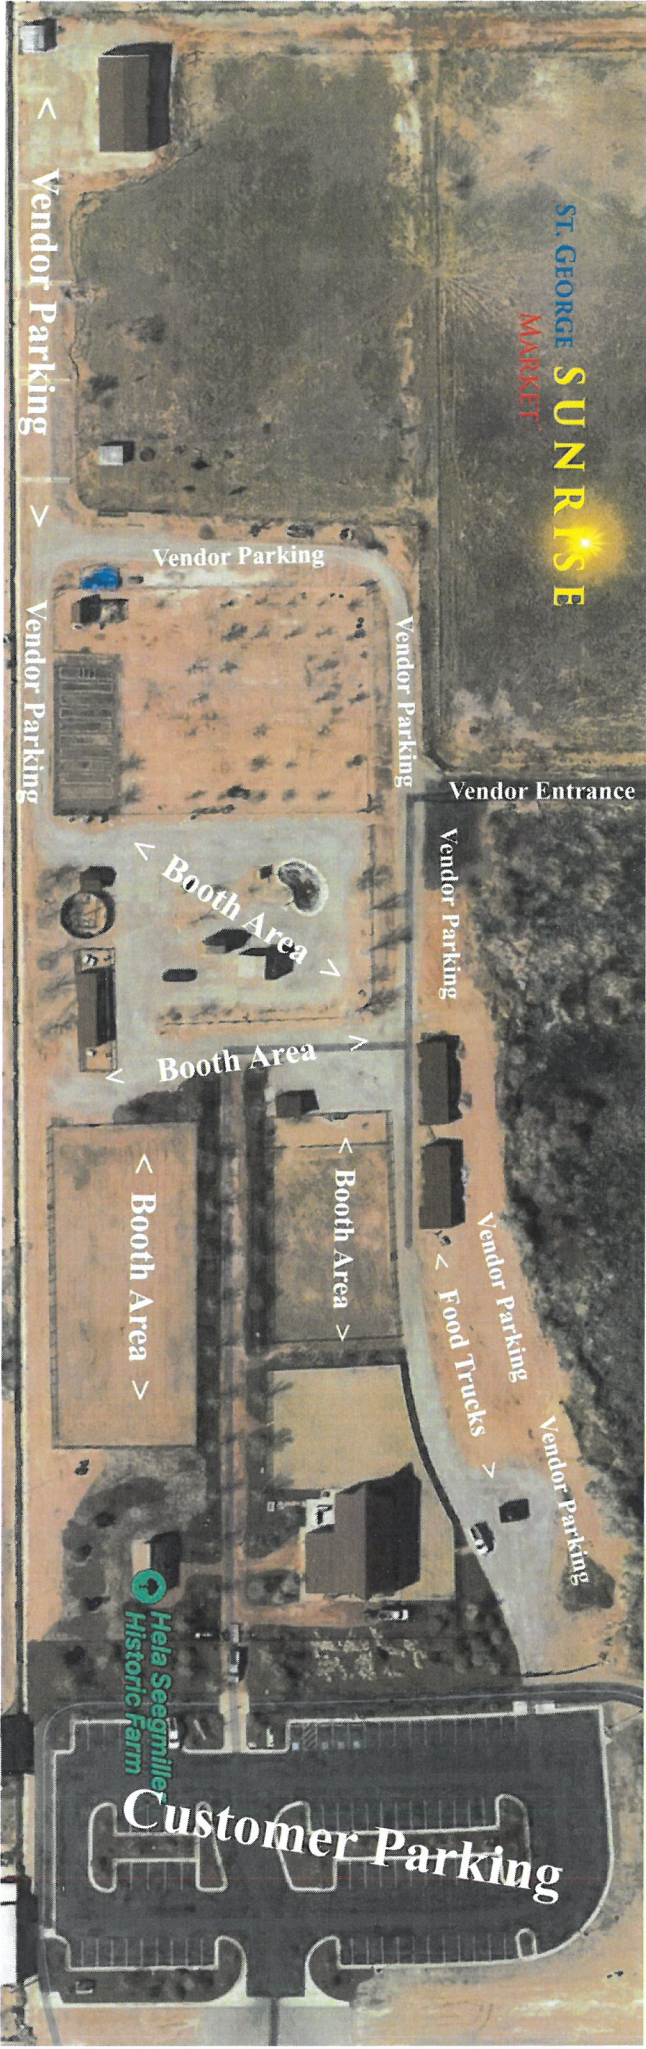 ST. GEORGE
SUNRISE
MARKET
< Vendor Parking >
Vendor Parking
Vendor Parking
Vendor Parking
Vendor Entrance
Vendor Parking
< Booth Area >
< Booth Area >
< Booth Area >
< Booth Area >
Vendor Parking
< Food Trucks >
Vendor Parking
Hela Seegmille
Historic Farm
Customer Parking